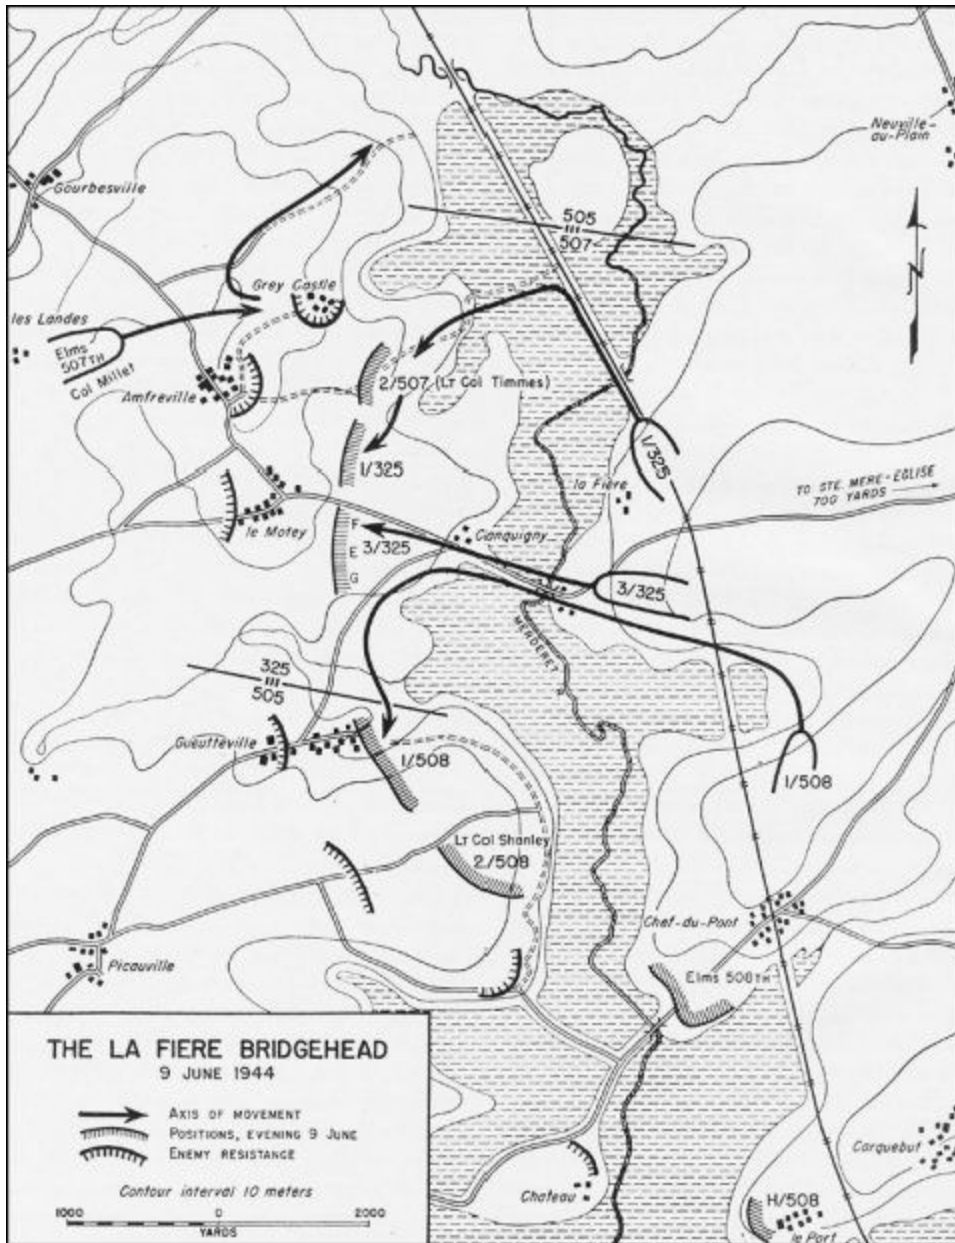 Neuville-
au-Plain
Gourbesville
505
III
507
N
Grey Castle
les Landes
Elms
507TH
Col Millet
Amfreville
2/507 (Lt Col Timmes)
1/325
1/325
la Fiere
TO STE. MERE-EGLISE
700 YARDS
le Motey
F
3/325
E
G
Canquigny
3/325
MERDERET
325
III
505
Gueutteville
1/508
1/508
Lt Col Shanley
2/508
Chef-du-Pont
Picauville
Elms 508TH
THE LA FIERE BRIDGEHEAD
9 JUNE 1944
AXIS OF MOVEMENT
POSITIONS, EVENING 9 JUNE
ENEMY RESISTANCE
Contour interval 10 meters
1000 0 2000
YARDS
Carquebut
Chateau
H/508
le Port